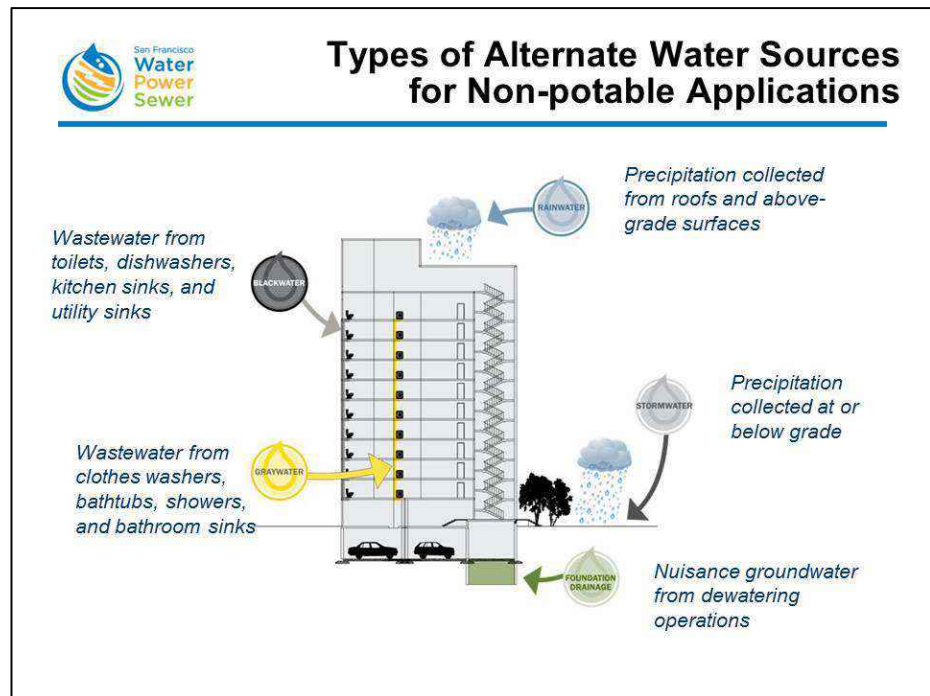 San Francisco
Water
Power
Sewer
Types of Alternate Water Sources
for Non-potable Applications
Precipitation collected
from roofs and above-
grade surfaces
RAINWATER
Wastewater from
toilets, dishwashers,
kitchen sinks, and
utility sinks
BLACKWATER
Precipitation
collected at or
below grade
STORMWATER
Wastewater from
clothes washers,
bathtubs, showers,
and bathroom sinks
GRAYWATER
FOUNDATION
DRAINAGE
Nuisance groundwater
from dewatering
operations